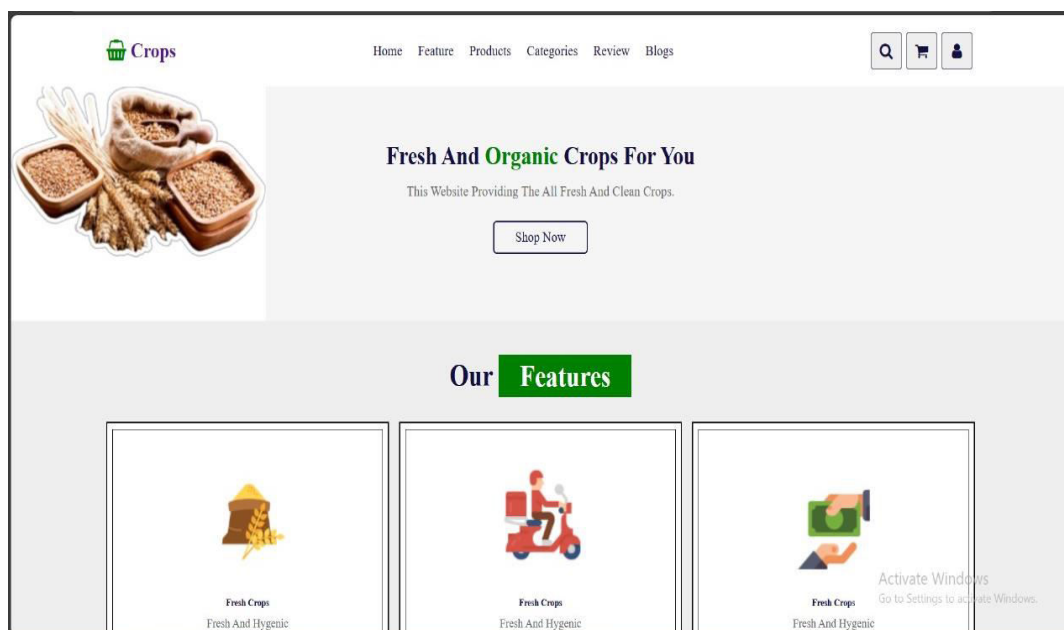 Crops
Home Feature Products Categories Review Blogs
Fresh And Organic Crops For You
This Website Providing The All Fresh And Clean Crops.
Shop Now
Our Features
Fresh Crops Fresh Crops Fresh Crops
Fresh And Hygenic Fresh And Hygenic Fresh And Hygenic
Activate Windows
Go to Settings to activate Windows.